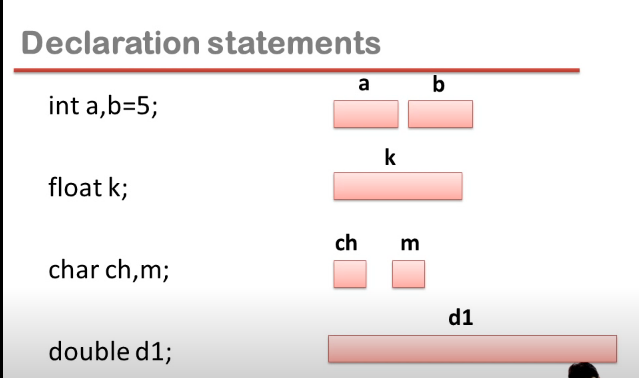 Declaration statements
a b
int a,b=5;
k
float k;
ch m
char ch,m;
d1
double d1;